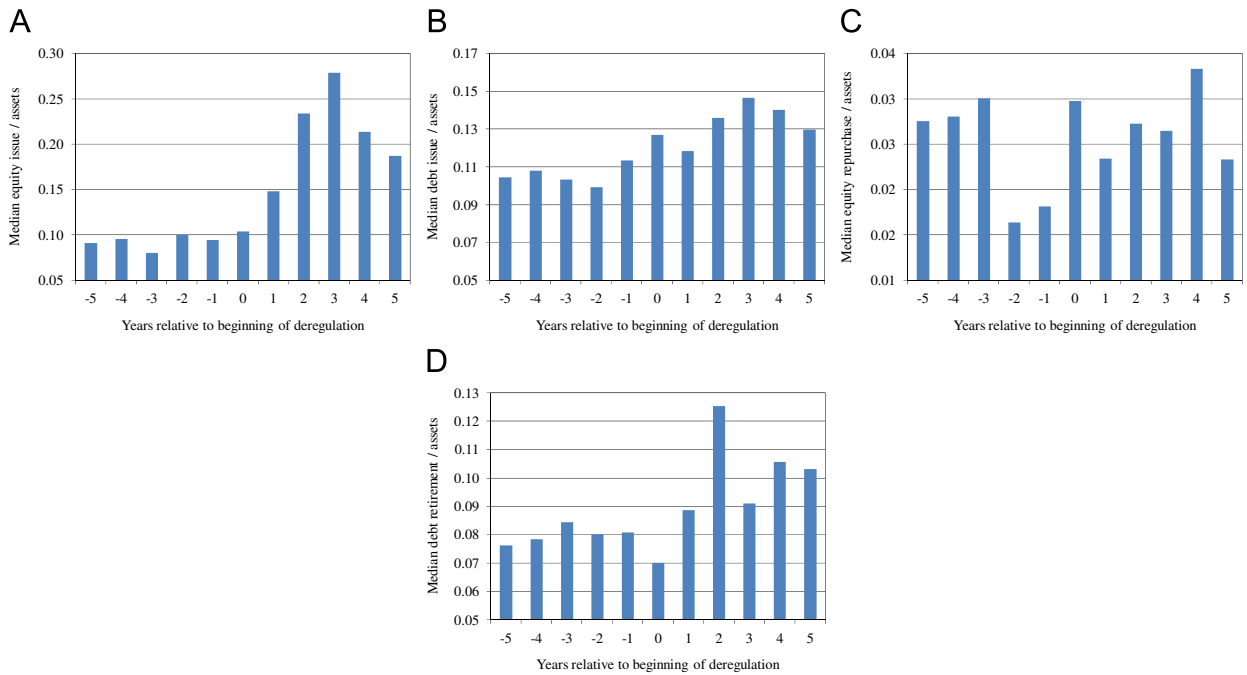 A
Median equity issue / assets
0.30
0.25
0.20
0.15
0.10
0.05
-5 -4 -3 -2 -1 0 1 2 3 4 5
Years relative to beginning of deregulation
B
Median debt issue / assets
0.17
0.15
0.13
0.11
0.09
0.07
0.05
-5 -4 -3 -2 -1 0 1 2 3 4 5
Years relative to beginning of deregulation
C
Median equity repurchase / assets
0.04
0.03
0.03
0.02
0.02
0.01
-5 -4 -3 -2 -1 0 1 2 3 4 5
Years relative to beginning of deregulation
D
Median debt retirement / assets
0.13
0.12
0.11
0.10
0.09
0.08
0.07
0.06
0.05
-5 -4 -3 -2 -1 0 1 2 3 4 5
Years relative to beginning of deregulation